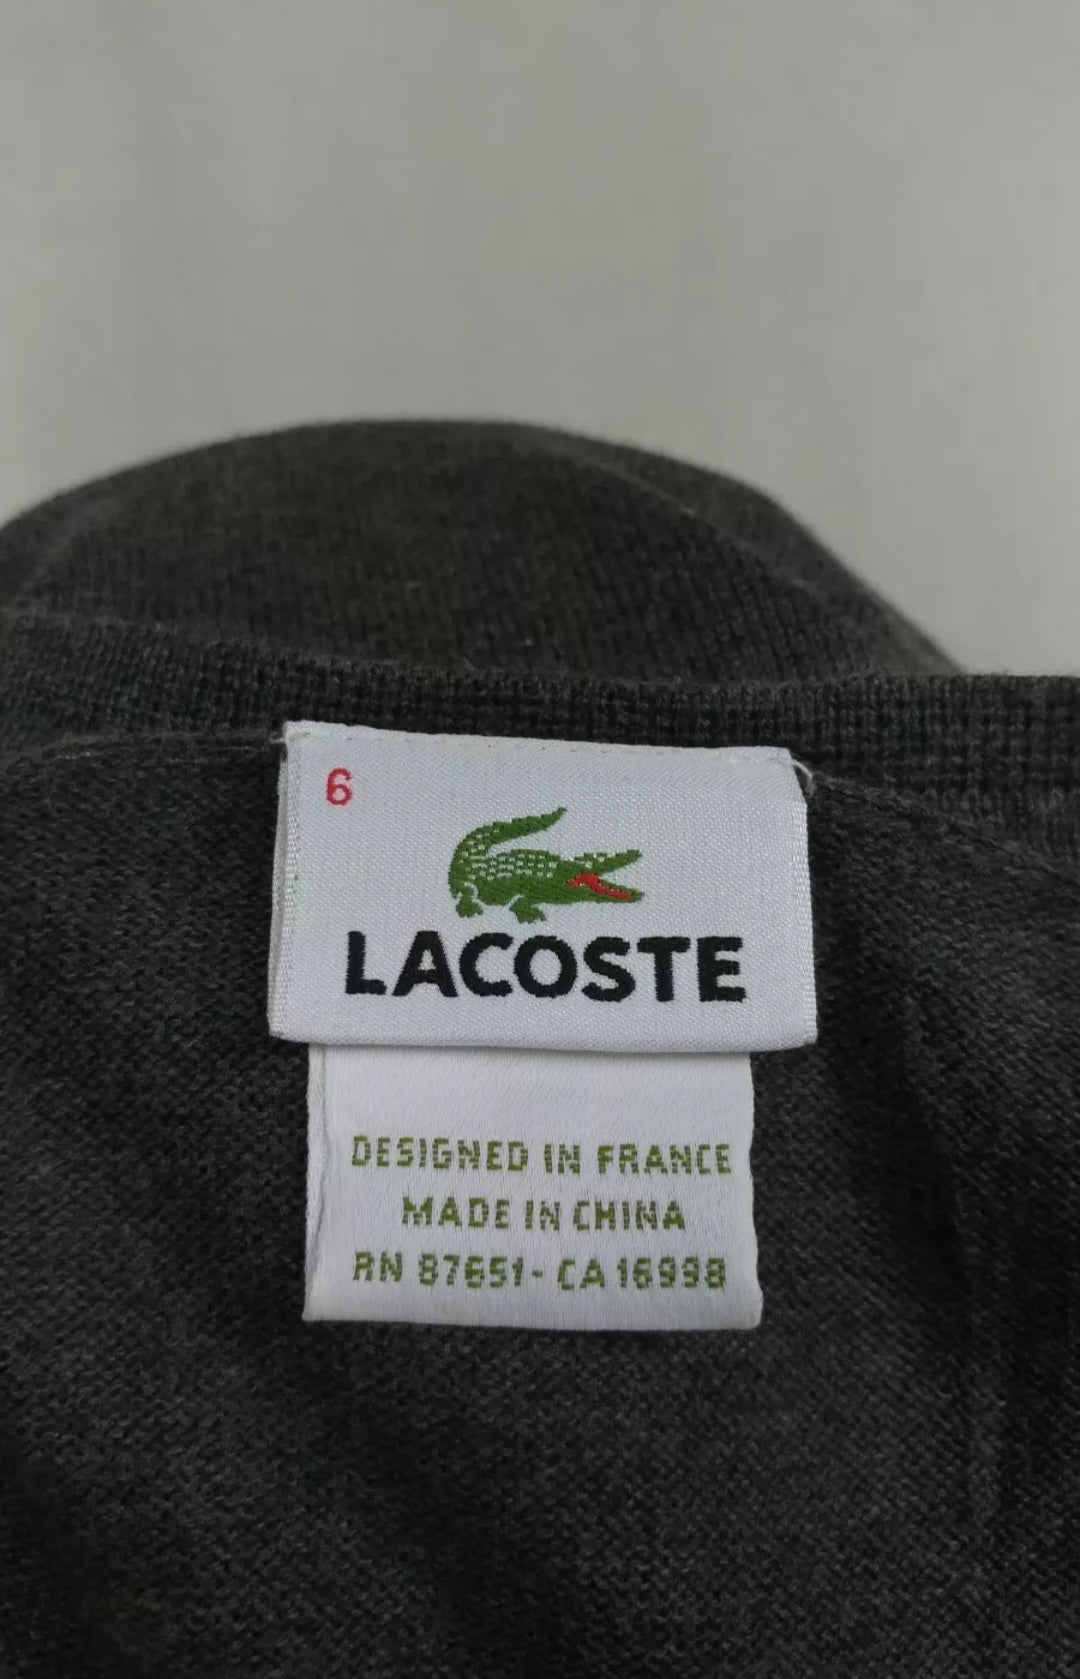 6
LACOSTE
DESIGNED IN FRANCE
MADE IN CHINA
RN 87651- CA 16998